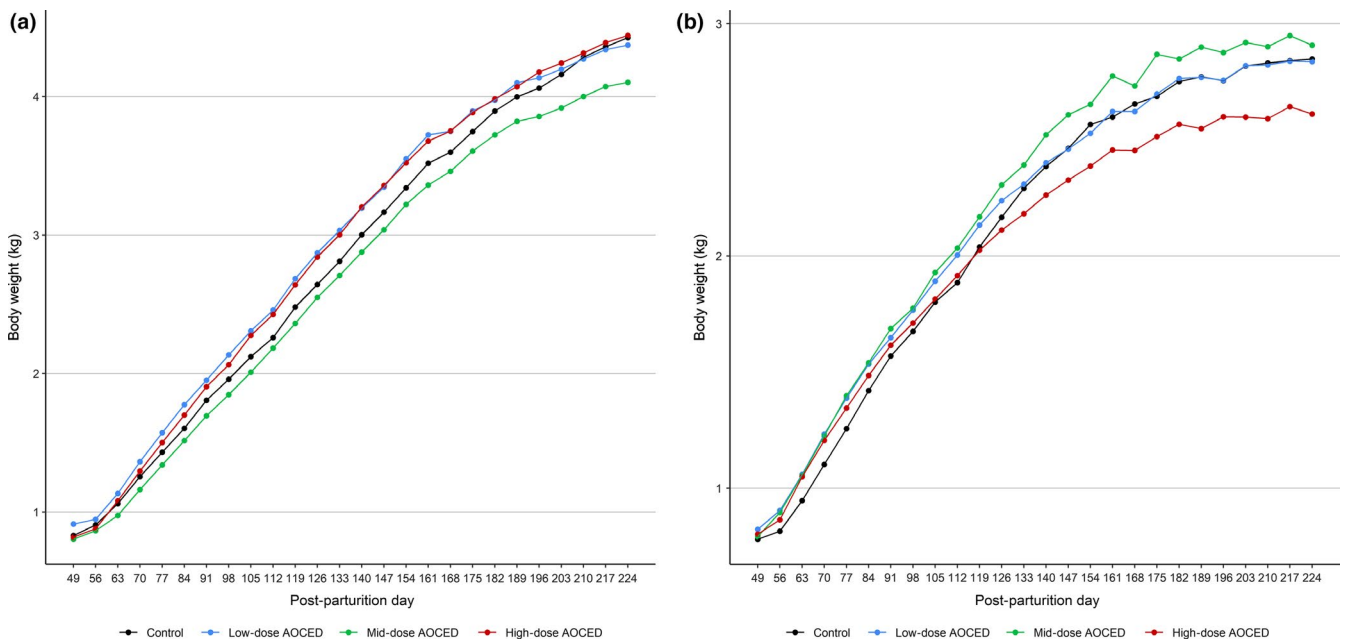 (a)
Body weight (kg)
4
3
2
1
49 56 63 70 77 84 91 98 105 112 119 126 133 140 147 154 161 168 175 182 189 196 203 210 217 224
Post-parturition day
Control Low-dose AOCED Mid-dose AOCED High-dose AOCED
(b)
Body weight (kg)
3
2
1
49 56 63 70 77 84 91 98 105 112 119 126 133 140 147 154 161 168 175 182 189 196 203 210 217 224
Post-parturition day
Control Low-dose AOCED Mid-dose AOCED High-dose AOCED